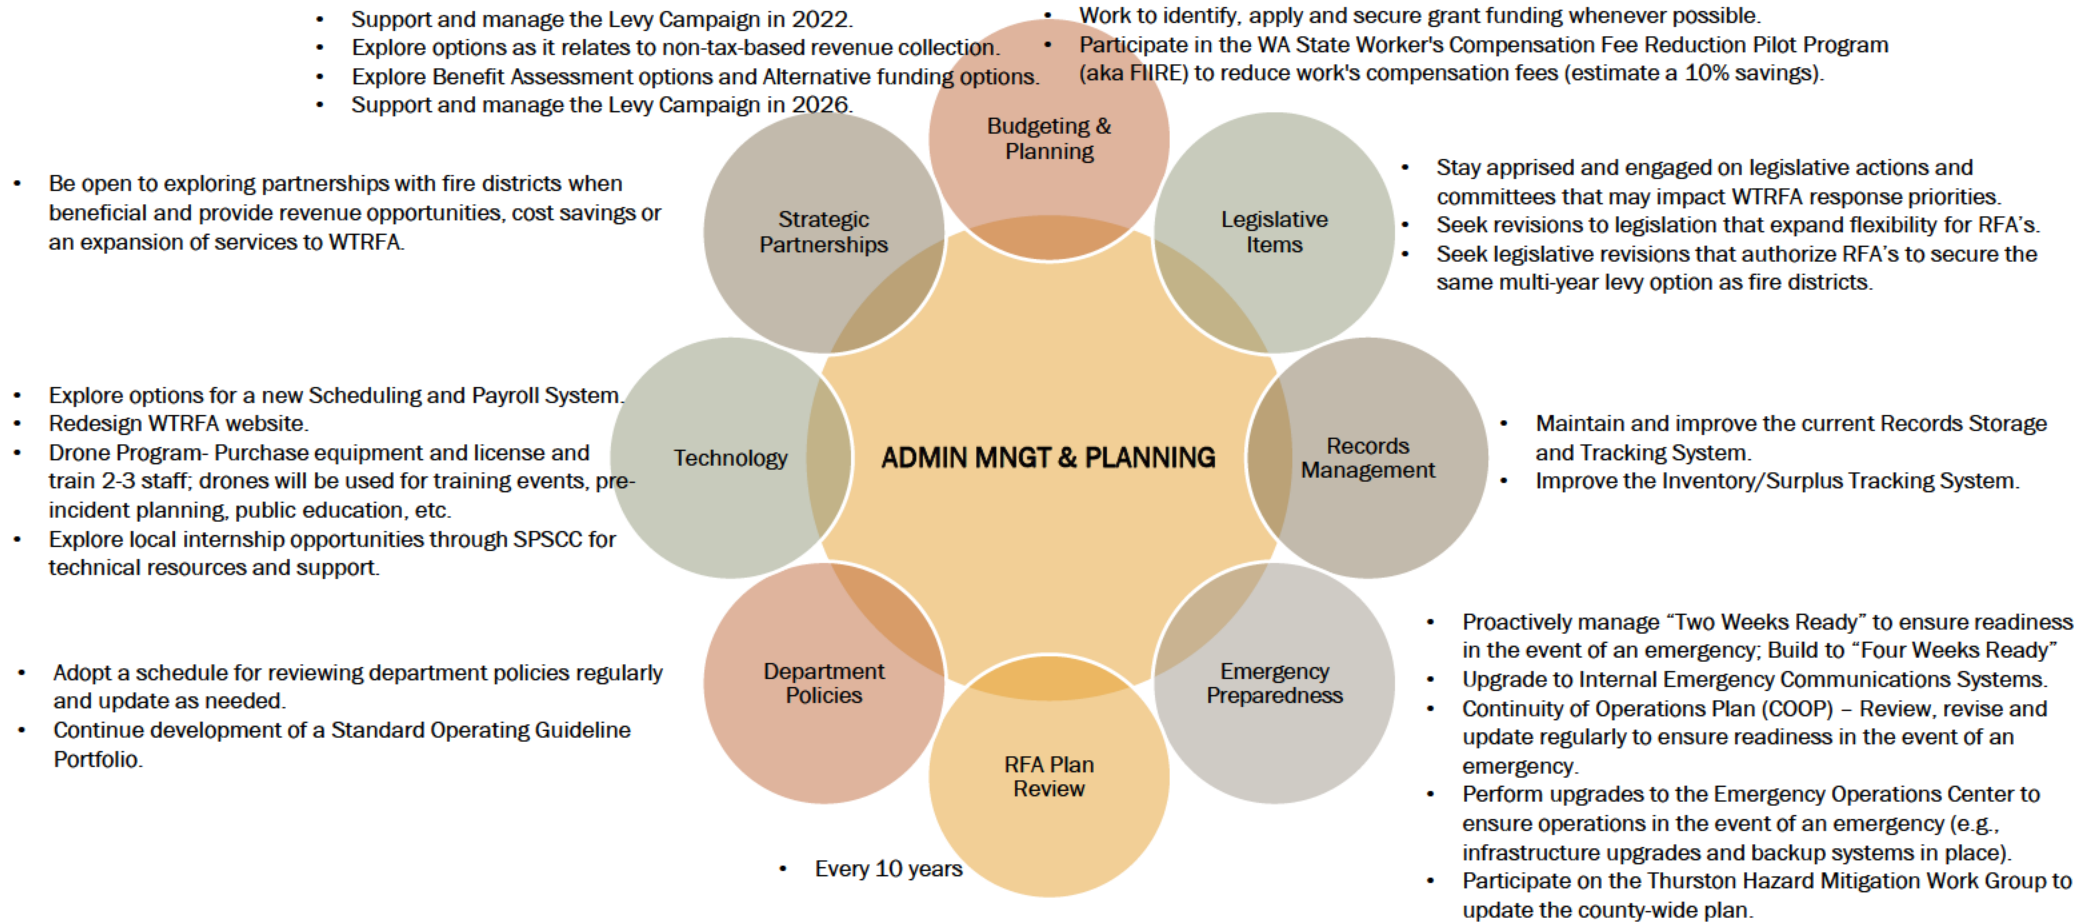 • Support and manage the Levy Campaign in 2022.
• Explore options as it relates to non-tax-based revenue collection.
• Explore Benefit Assessment options and Alternative funding options.
• Support and manage the Levy Campaign in 2026.
• Work to identify, apply and secure grant funding whenever possible.
• Participate in the WA State Worker's Compensation Fee Reduction Pilot Program
(aka FIIRE) to reduce work's compensation fees (estimate a 10% savings).
Budgeting &
Planning
• Be open to exploring partnerships with fire districts when
beneficial and provide revenue opportunities, cost savings or
an expansion of services to WTRFA.
Strategic
Partnerships
Legislative
Items
• Stay apprised and engaged on legislative actions and
committees that may impact WTRFA response priorities.
• Seek revisions to legislation that expand flexibility for RFA’s.
• Seek legislative revisions that authorize RFA’s to secure the
same multi-year levy option as fire districts.
• Explore options for a new Scheduling and Payroll System.
• Redesign WTRFA website.
• Drone Program- Purchase equipment and license and
train 2-3 staff; drones will be used for training events, pre-
incident planning, public education, etc.
• Explore local internship opportunities through SPSCC for
technical resources and support.
Technology
ADMIN MNGT & PLANNING
Records
Management
• Maintain and improve the current Records Storage
and Tracking System.
• Improve the Inventory/Surplus Tracking System.
• Adopt a schedule for reviewing department policies regularly
and update as needed.
• Continue development of a Standard Operating Guideline
Portfolio.
Department
Policies
Emergency
Preparedness
• Proactively manage “Two Weeks Ready” to ensure readiness
in the event of an emergency; Build to “Four Weeks Ready”
• Upgrade to Internal Emergency Communications Systems.
• Continuity of Operations Plan (COOP) – Review, revise and
update regularly to ensure readiness in the event of an
emergency.
• Perform upgrades to the Emergency Operations Center to
ensure operations in the event of an emergency (e.g.,
infrastructure upgrades and backup systems in place).
• Participate on the Thurston Hazard Mitigation Work Group to
update the county-wide plan.
RFA Plan
Review
• Every 10 years